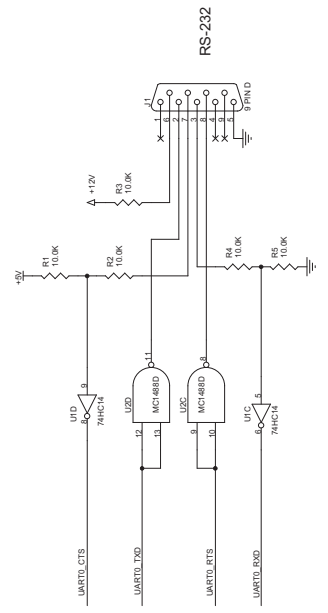 RS-232
J1
1
6
2
7
3
8
4
9
5
9 PIN D
+12V
R3
10.0K
+5V
R1
10.0K
R2
10.0K
R4
10.0K
R5
10.0K
11
8
U2D
MC1488D
U2C
MC1488D
12
13
9
10
9
8
U1D
74HC14
5
6
U1C
74HC14
UART0_CTS
UART0_TXD
UART0_RTS
UART0_RXD